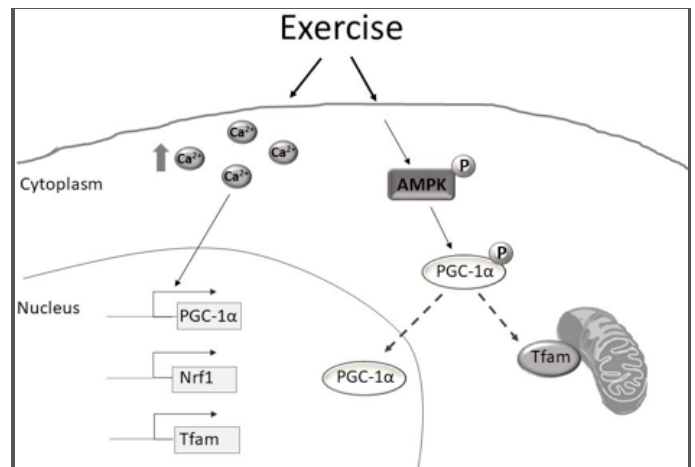 Exercise
Ca²⁺
Ca²⁺
Ca²⁺
Ca²⁺
Cytoplasm
P
AMPK
P
PGC-1α
Nucleus
PGC-1α
Tfam
PGC-1α
Nrf1
Tfam